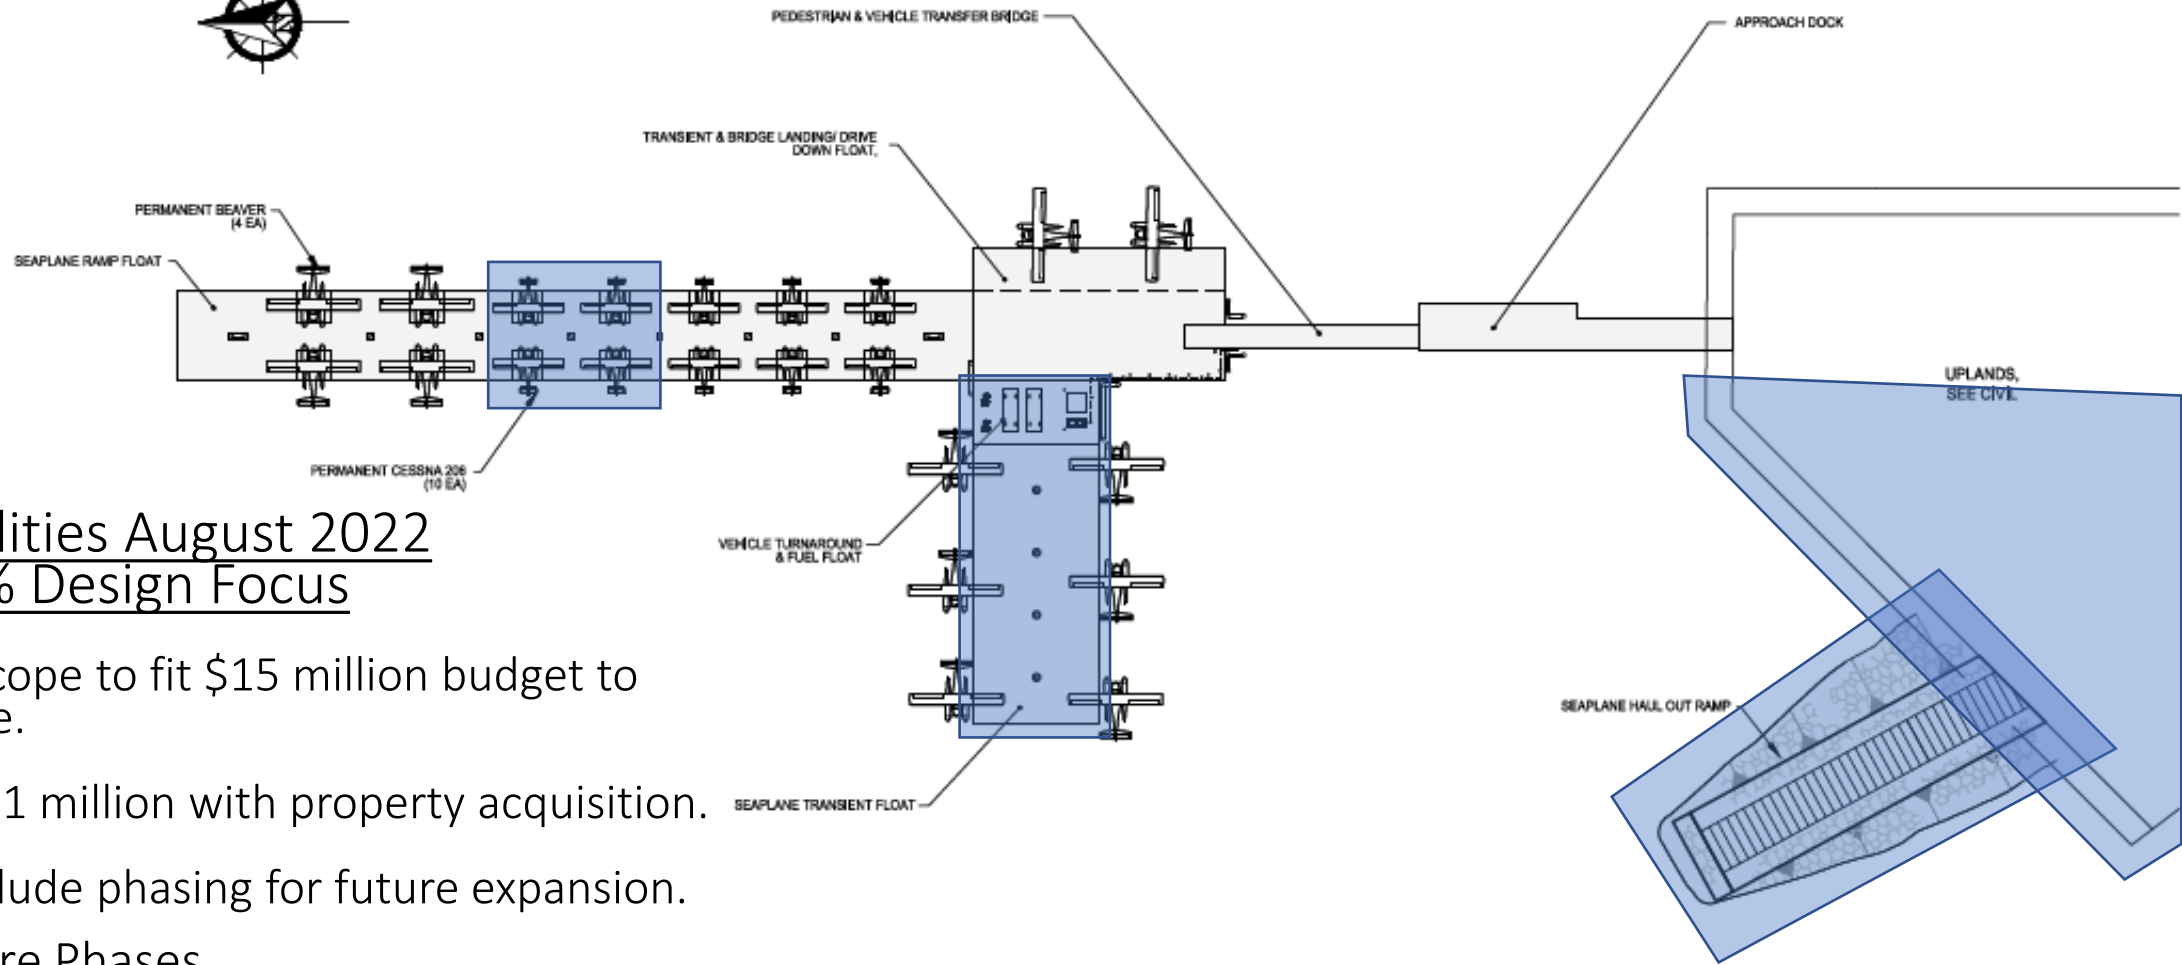 PEDESTRIAN & VEHICLE TRANSFER BRIDGE
APPROACH DOCK
TRANSIENT & BRIDGE LANDING/ DRIVE
DOWN FLOAT,
PERMANENT BEAVER
(4 EA)
SEAPLANE RAMP FLOAT
UPLANDS,
SEE CIVIL
PERMANENT CESSNA 206
(10 EA)
lities August 2022
% Design Focus
VEHICLE TURNAROUND
& FUEL FLOAT
cope to fit $15 million budget to
e.
SEAPLANE HAUL OUT RAMP
1 million with property acquisition.
SEAPLANE TRANSIENT FLOAT
lude phasing for future expansion.
re Phases